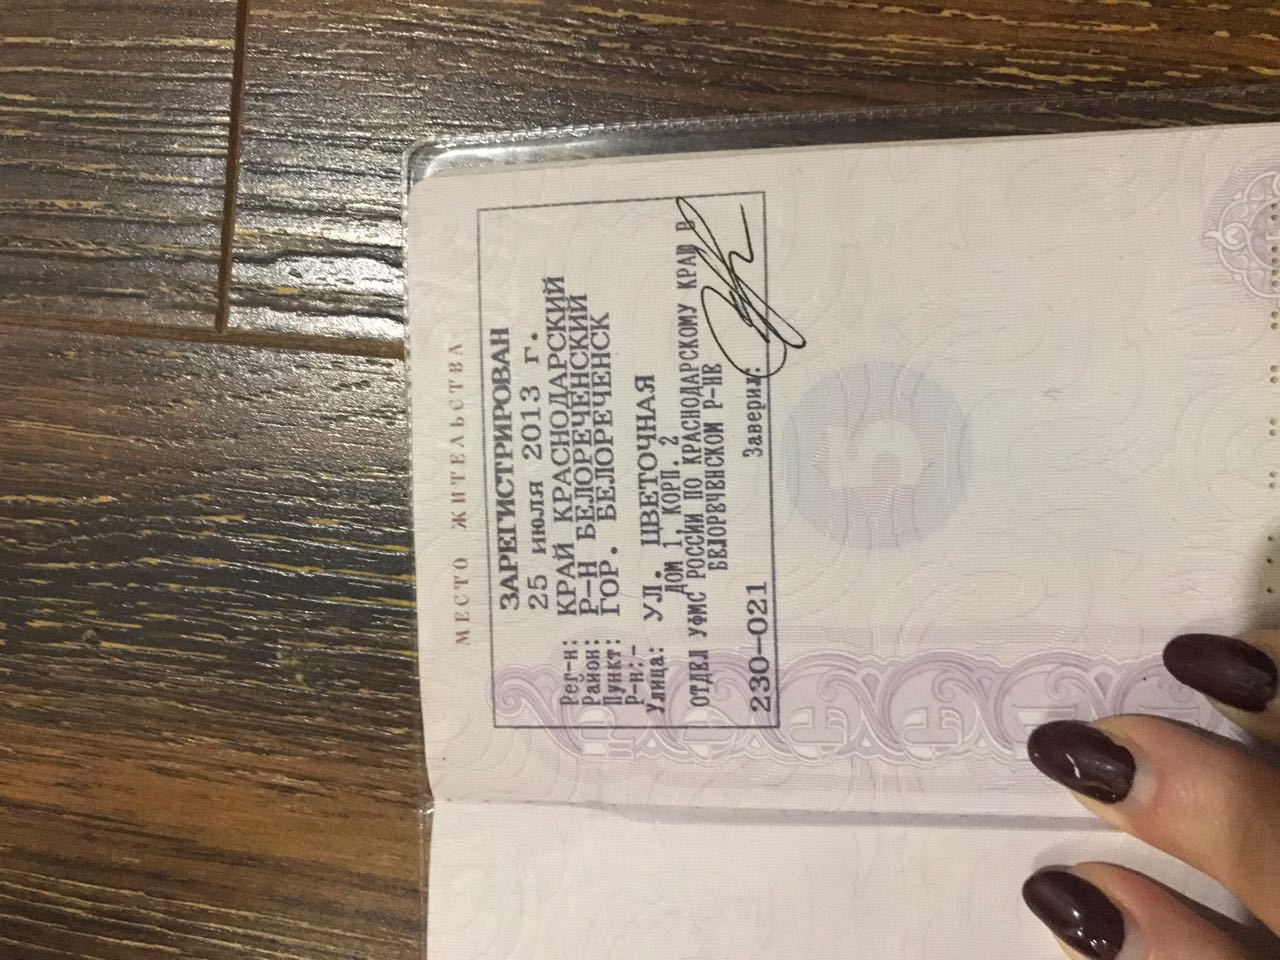 МЕСТО ЖИТЕЛЬСТВА
ЗАРЕГИСТРИРОВАН
25 июля 2013 г.
Рег-н: КРАЙ КРАСНОДАРСКИЙ
Район: Р-Н БЕЛОРЕЧЕНСКИЙ
Пункт: ГОР. БЕЛОРЕЧЕНСК
Р-н:-
Улица: УЛ. ЦВЕТОЧНАЯ
ДОМ 1, КОРП. 2
ОТДЕЛ УФМС РОССИИ ПО КРАСНОДАРСКОМУ КРАЮ В
БЕЛОРЕЧЕНСКОМ Р-НЕ
230-021 Заверил:
5